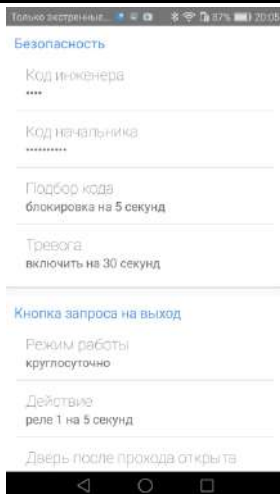 Только экстренные... 87% 20:05
Безопасность
Код инженера
••••
Код начальника
••••••••••
Подбор кода
блокировка на 5 секунд
Тревога
включить на 30 секунд
Кнопка запроса на выход
Режим работы
круглосуточно
Действие
реле 1 на 5 секунд
Дверь после прохода открыта